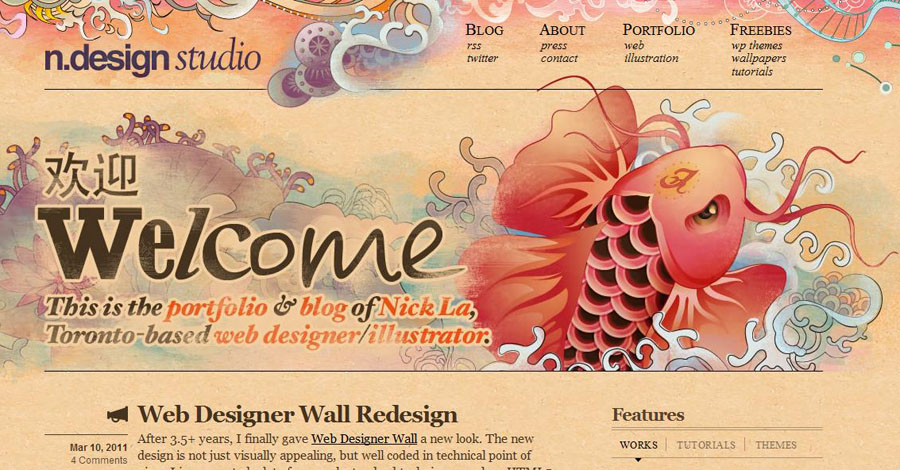 n.design studio
BLOG
rss
twitter
ABOUT
press
contact
PORTFOLIO
web
illustration
FREEBIES
wp themes
wallpapers
tutorials
欢迎
Welcome
This is the portfolio & blog of Nick La,
Toronto-based web designer/illustrator.
Web Designer Wall Redesign
Mar 10, 2011
4 Comments
After 3.5+ years, I finally gave Web Designer Wall a new look. The new
design is not just visually appealing, but well coded in technical point of
Features
WORKS
TUTORIALS
THEMES